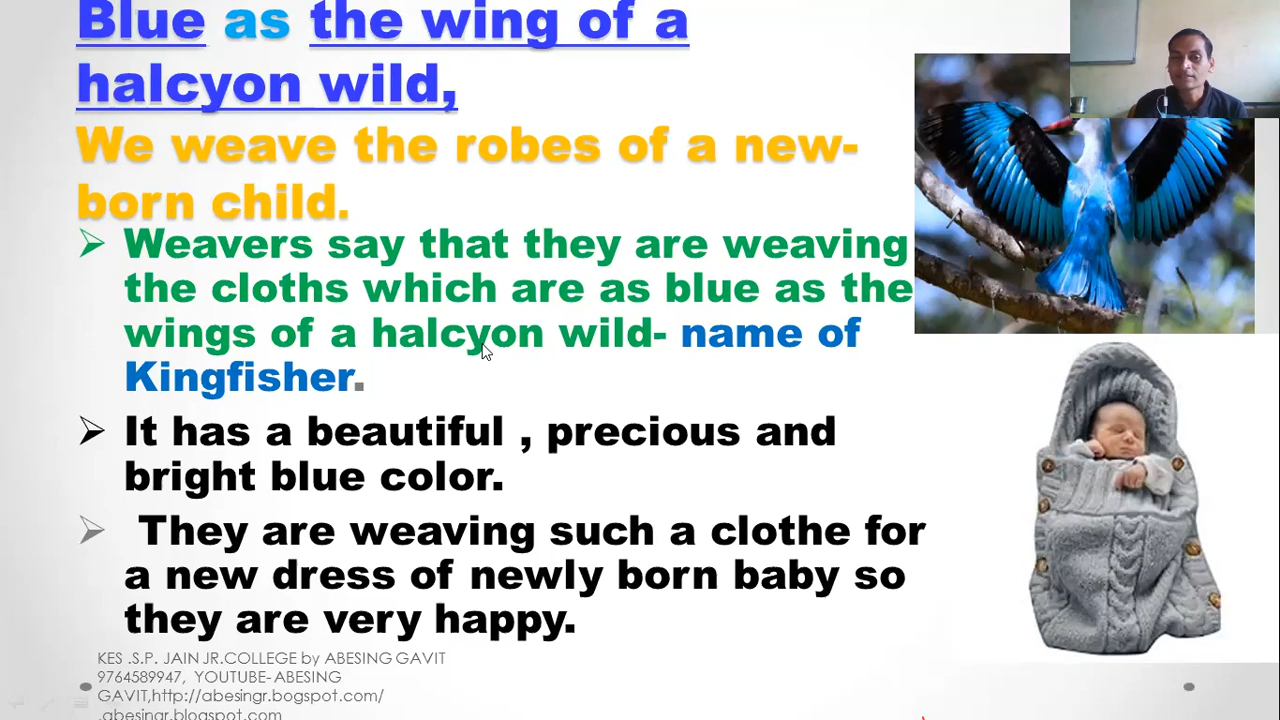 Blue as the wing of a
halcyon wild,
We weave the robes of a new-
born child.
Weavers say that they are weaving
the cloths which are as blue as the
wings of a halcyon wild- name of
Kingfisher.
It has a beautiful , precious and
bright blue color.
They are weaving such a clothe for
a new dress of newly born baby so
they are very happy.
KES .S.P. JAIN JR.COLLEGE by ABESING GAVIT
9764589947, YOUTUBE- ABESING
GAVIT,http://abesingr.bogspot.com/
.abesingr.blogspot.com